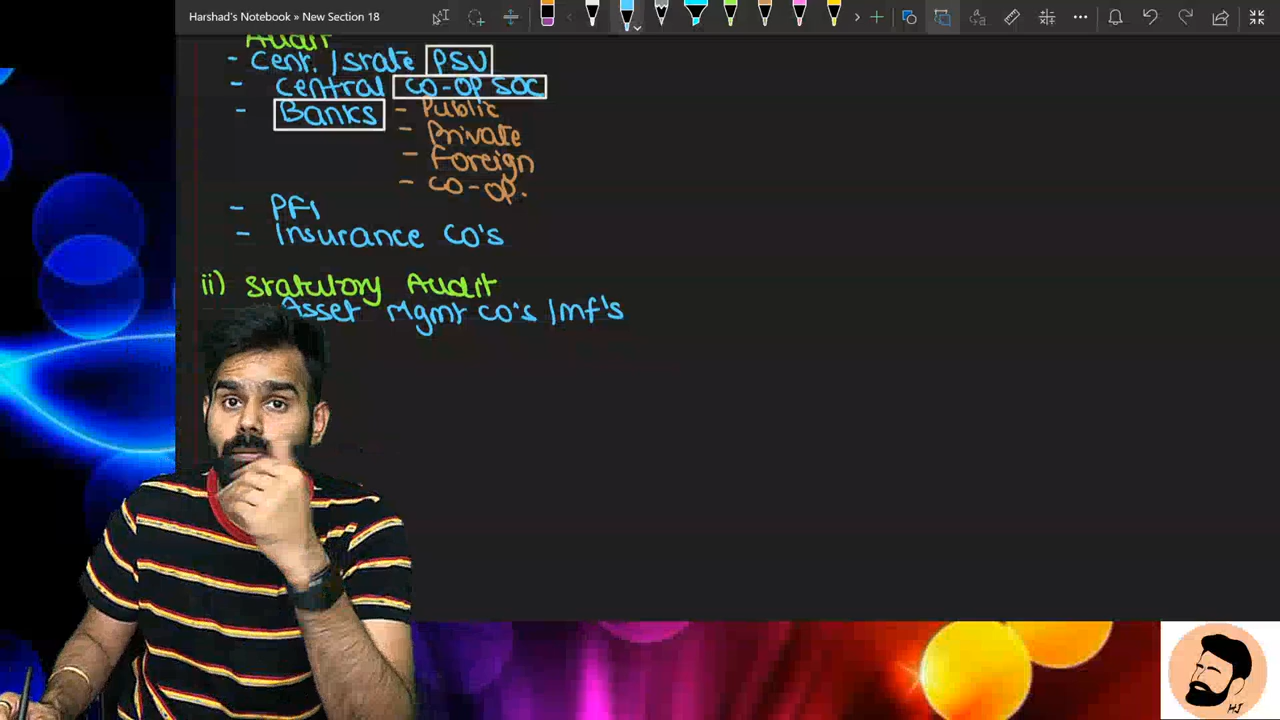 Harshad's Notebook » New Section 18
Audit
- Cent. / State PSU
- Central CO-OP SOC
- Banks - Public
- Private
- Foreign
- CO-OP.
- PFI
- Insurance CO's
ii) Statutory Audit
Asset Mgmt CO's / MF's
HJ